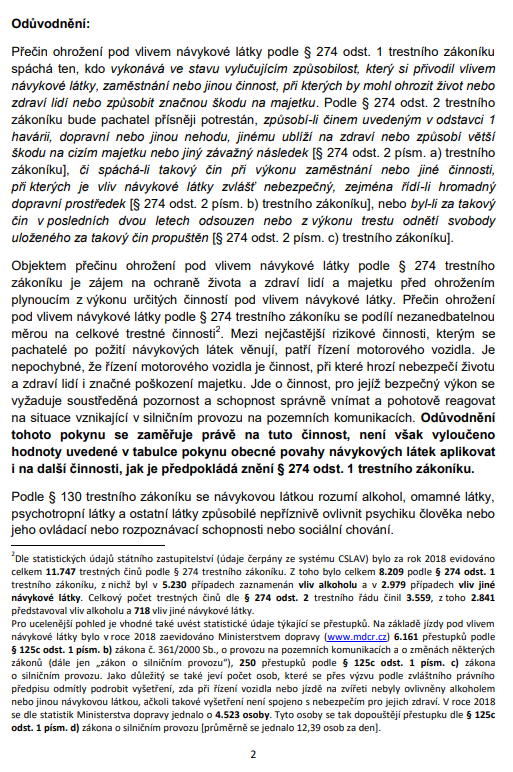 Odůvodnění:
Přečin ohrožení pod vlivem návykové látky podle § 274 odst. 1 trestního zákoníku
spáchá ten, kdo vykonává ve stavu vylučujícím způsobilost, který si přivodil vlivem
návykové látky, zaměstnání nebo jinou činnost, při kterých by mohl ohrozit život nebo
zdraví lidí nebo způsobit značnou škodu na majetku. Podle § 274 odst. 2 trestního
zákoníku bude pachatel přísněji potrestán, způsobí-li činem uvedeným v odstavci 1
havárii, dopravní nebo jinou nehodu, jinému ublíží na zdraví nebo způsobí větší
škodu na cizím majetku nebo jiný závažný následek [§ 274 odst. 2 písm. a) trestního
zákoníku], či spáchá-li takový čin při výkonu zaměstnání nebo jiné činnosti,
při kterých je vliv návykové látky zvlášť nebezpečný, zejména řídí-li hromadný
dopravní prostředek [§ 274 odst. 2 písm. b) trestního zákoníku], nebo byl-li za takový
čin v posledních dvou letech odsouzen nebo z výkonu trestu odnětí svobody
uloženého za takový čin propuštěn [§ 274 odst. 2 písm. c) trestního zákoníku].
Objektem přečinu ohrožení pod vlivem návykové látky podle § 274 trestního
zákoníku je zájem na ochraně života a zdraví lidí a majetku před ohrožením
plynoucím z výkonu určitých činností pod vlivem návykové látky. Přečin ohrožení
pod vlivem návykové látky podle § 274 trestního zákoníku se podílí nezanedbatelnou
měrou na celkové trestné činnosti2. Mezi nejčastější rizikové činnosti, kterým se
pachatelé po požití návykových látek věnují, patří řízení motorového vozidla. Je
nepochybné, že řízení motorového vozidla je činnost, při které hrozí nebezpečí životu
a zdraví lidí i značné poškození majetku. Jde o činnost, pro jejíž bezpečný výkon se
vyžaduje soustředěná pozornost a schopnost správně vnímat a pohotově reagovat
na situace vznikající v silničním provozu na pozemních komunikacích. Odůvodnění
tohoto pokynu se zaměřuje právě na tuto činnost, není však vyloučeno
hodnoty uvedené v tabulce pokynu obecné povahy návykových látek aplikovat
i na další činnosti, jak je předpokládá znění § 274 odst. 1 trestního zákoníku.
Podle § 130 trestního zákoníku se návykovou látkou rozumí alkohol, omamné látky,
psychotropní látky a ostatní látky způsobilé nepříznivě ovlivnit psychiku člověka nebo
jeho ovládací nebo rozpoznávací schopnosti nebo sociální chování.
2Dle statistických údajů státního zastupitelství (údaje čerpány ze systému CSLAV) bylo za rok 2018 evidováno
celkem 11.747 trestných činů podle § 274 trestního zákoníku. Z toho bylo celkem 8.209 podle § 274 odst. 1
trestního zákoníku, z nichž byl v 5.230 případech zaznamenán vliv alkoholu a v 2.979 případech vliv jiné
návykové látky. Celkový počet trestných činů dle § 274 odst. 2 trestního řádu činil 3.559, z toho 2.841
představoval vliv alkoholu a 718 vliv jiné návykové látky.
Pro ucelenější pohled je vhodné také uvést statistické údaje týkající se přestupků. Na základě jízdy pod vlivem
návykové látky bylo v roce 2018 zaevidováno Ministerstvem dopravy (www.mdcr.cz) 6.161 přestupků podle
§ 125c odst. 1 písm. b) zákona č. 361/2000 Sb., o provozu na pozemních komunikacích a o změnách některých
zákonů (dále jen „zákon o silničním provozu"), 250 přestupků podle § 125c odst. 1 písm. c) zákona
o silničním provozu. Jako důležitý se také jeví počet osob, které se přes výzvu podle zvláštního právního
předpisu odmítly podrobit vyšetření, zda při řízení vozidla nebo jízdě na zvířeti nebyly ovlivněny alkoholem
nebo jinou návykovou látkou, ačkoli takové vyšetření není spojeno s nebezpečím pro jejich zdraví. V roce 2018
se dle statistik Ministerstva dopravy jednalo o 4.523 osoby. Tyto osoby se tak dopouštějí přestupku dle § 125c
odst. 1 písm. d) zákona o silničním provozu [průměrně se jednalo 12,39 osob za den].
2